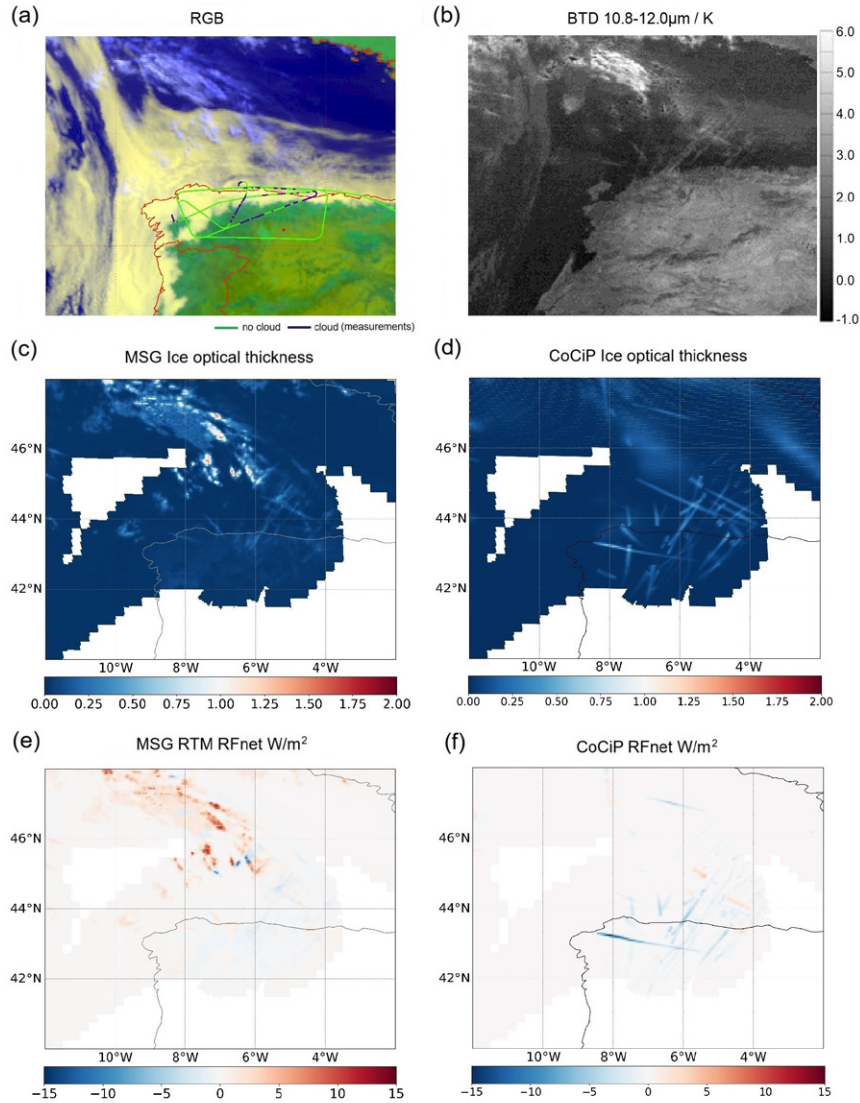 (a)
RGB
(b)
BTD 10.8-12.0µm / K
6.0
5.0
4.0
3.0
2.0
1.0
0.0
-1.0
no cloud
cloud (measurements)
(c)
MSG Ice optical thickness
46°N
44°N
42°N
10°W 8°W 6°W 4°W
0.00 0.25 0.50 0.75 1.00 1.25 1.50 1.75 2.00
(d)
CoCiP Ice optical thickness
46°N
44°N
42°N
10°W 8°W 6°W 4°W
0.00 0.25 0.50 0.75 1.00 1.25 1.50 1.75 2.00
(e)
MSG RTM RFnet W/m²
46°N
44°N
42°N
10°W 8°W 6°W 4°W
−15 −10 −5 0 5 10 15
(f)
CoCiP RFnet W/m²
46°N
44°N
42°N
10°W 8°W 6°W 4°W
−15 −10 −5 0 5 10 15